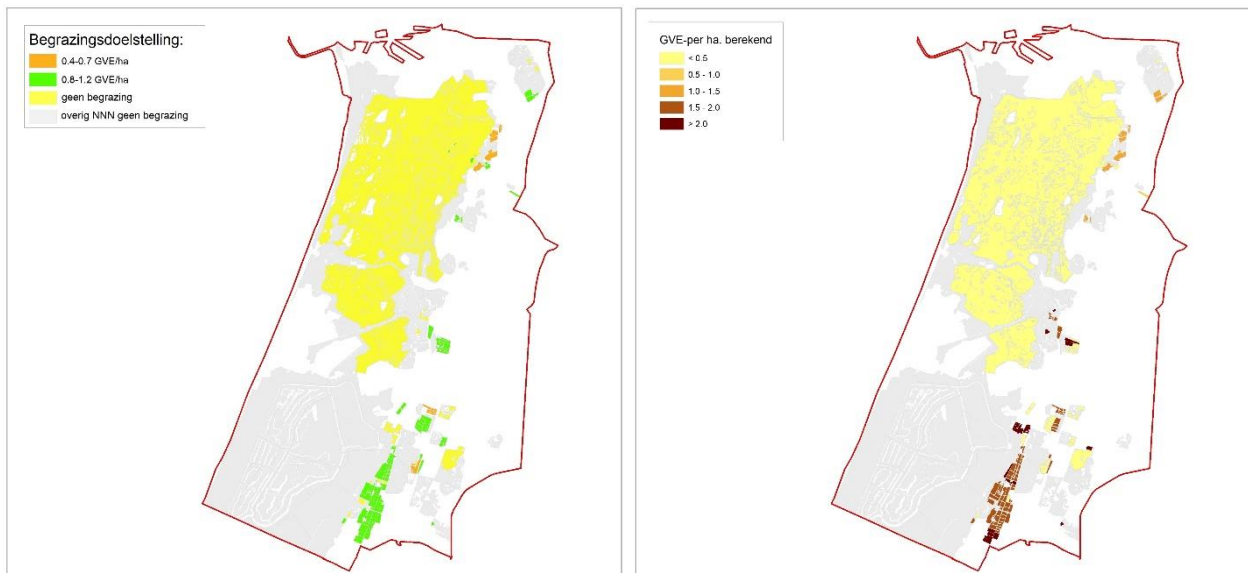 Begrazingsdoelstelling:
0.4-0.7 GVE/ha
0.8-1.2 GVE/ha
geen begrazing
overig NNN geen begrazing
GVE-per ha. berekend
< 0.5
0.5 - 1.0
1.0 - 1.5
1.5 - 2.0
> 2.0